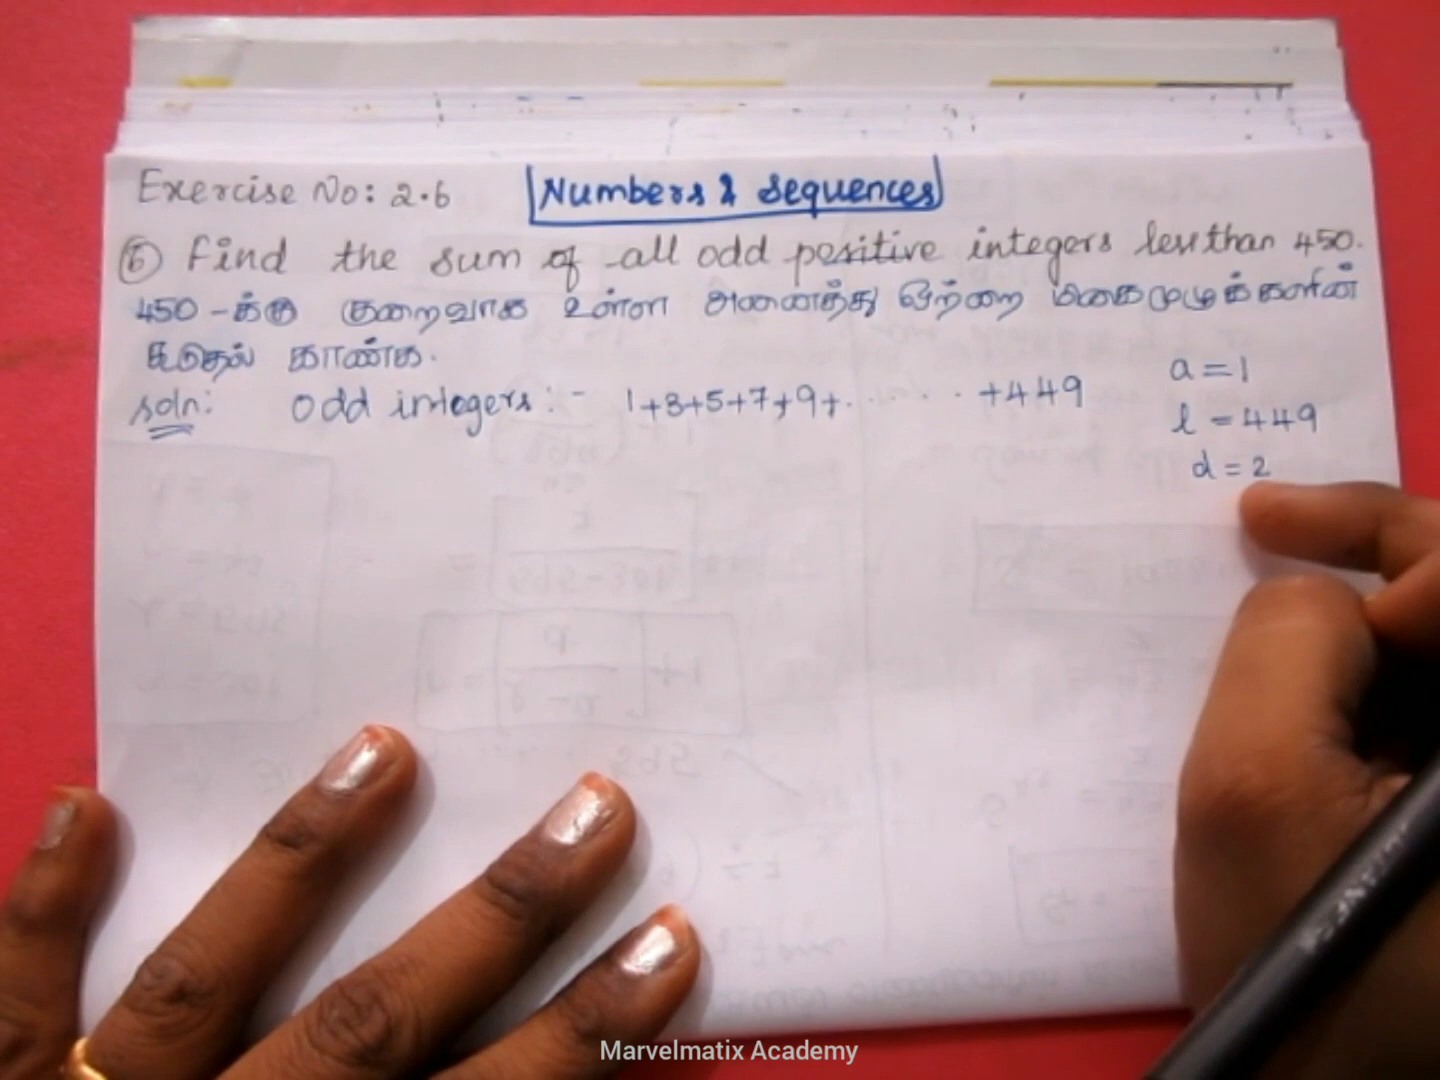 Exercise No: 2.6 Numbers & Sequences
⑥ Find the sum of all odd positive integers less than 450.
450 -க்கு குறைவாக உள்ள அனைத்து ஒற்றை மிகை முழுக்களின்
கூடுதல் காண்க.
soln: Odd integers :- 1+3+5+7+9+. . . . . +449
a = 1
l = 449
d = 2
Marvelmatix Academy